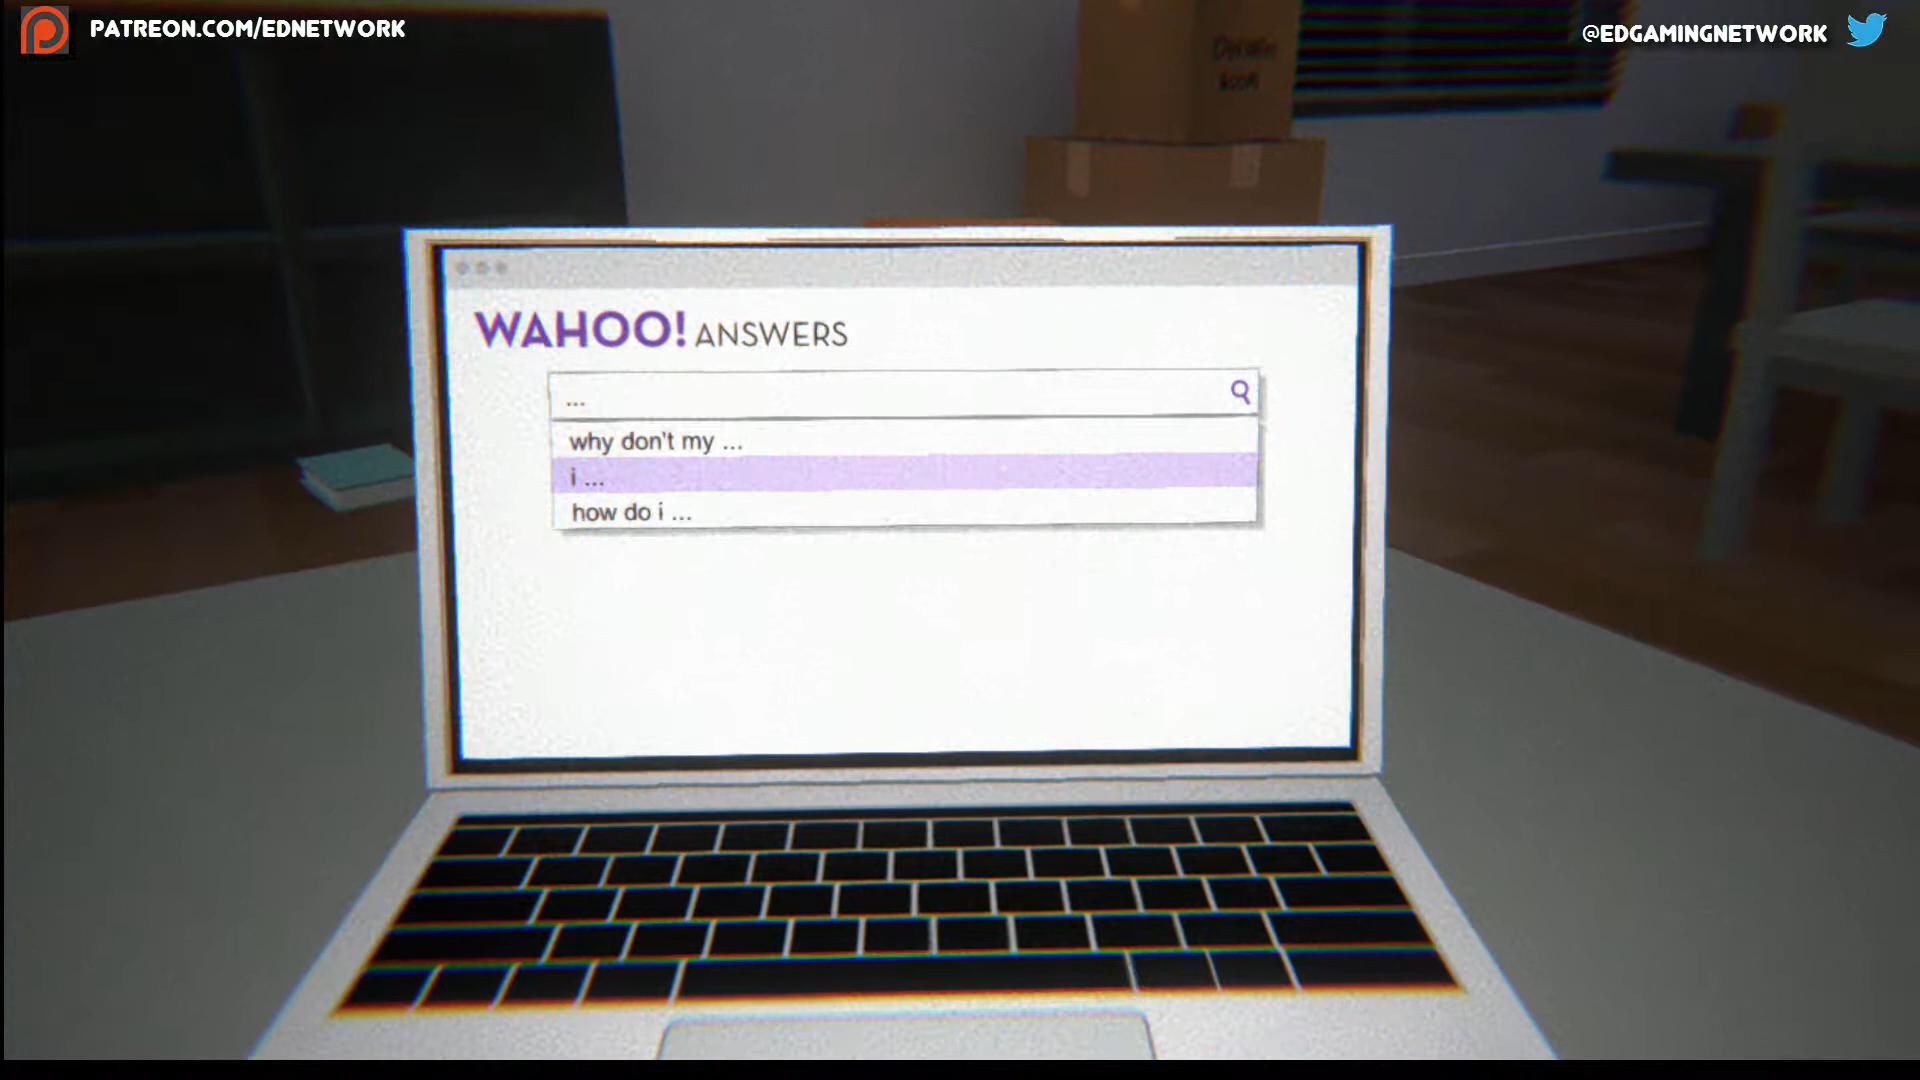 PATREON.COM/EDNETWORK
@EDGAMINGNETWORK
WAHOO! ANSWERS
...
why don't my ...
i ...
how do i ...